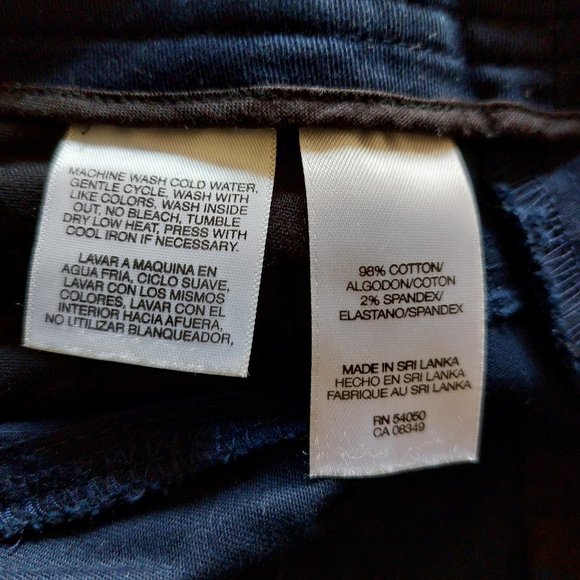 MACHINE WASH COLD WATER,
GENTLE CYCLE, WASH WITH
LIKE COLORS, WASH INSIDE
OUT, NO BLEACH, TUMBLE
DRY LOW HEAT, PRESS WITH
COOL IRON IF NECESSARY.
LAVAR A MAQUINA EN
AGUA FRIA, CICLO SUAVE,
LAVAR CON LOS MISMOS
COLORES, LAVAR CON EL
INTERIOR HACIA AFUERA,
NO UTILIZAR BLANQUEADOR,
98% COTTON/
ALGODON/COTON
2% SPANDEX/
ELASTANO/SPANDEX
MADE IN SRI LANKA
HECHO EN SRI LANKA
FABRIQUE AU SRI LANKA
RN 54050
CA 08349